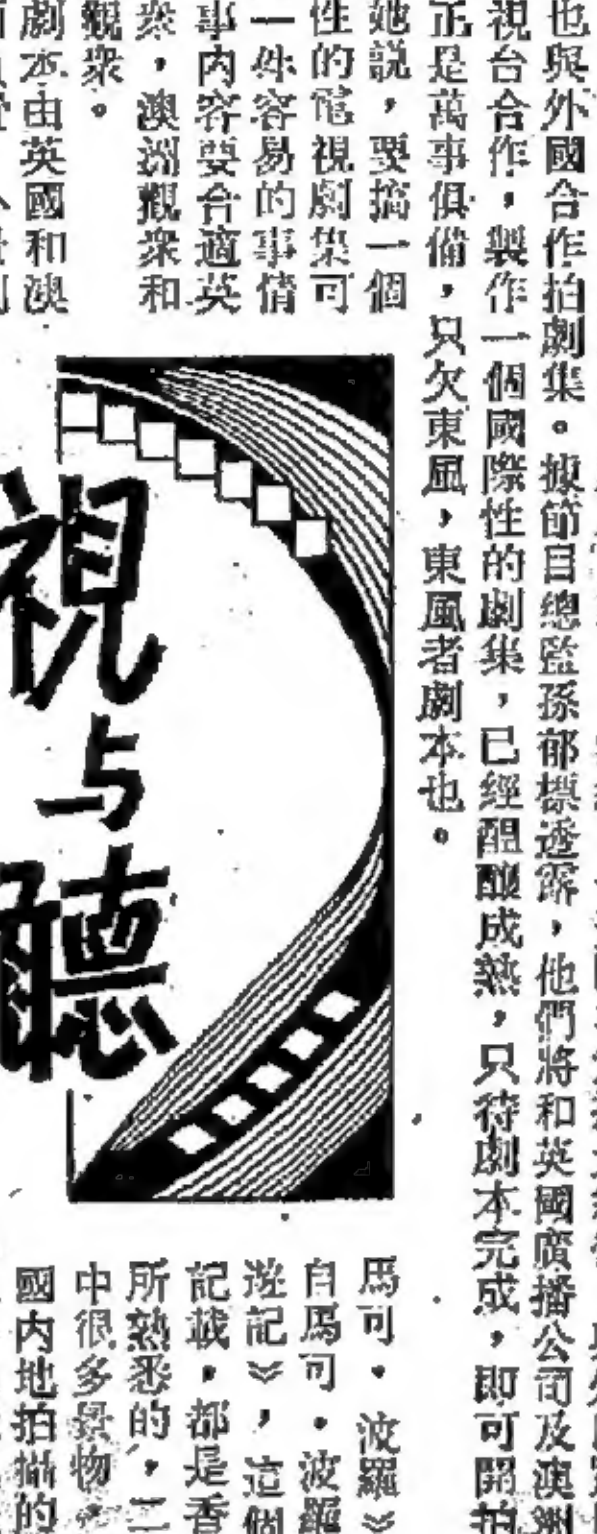 也與外國合作拍劇集。據節目總監孫郁標透露，他們將和英國廣播公司及澳洲
視台合作，製作一個國際性的劇集，已經醞釀成熟，只待劇本完成，即可開拍
正是萬事俱備，只欠東風，東風者劇本也。
她說，要搞一個
性的電視劇集可
一件容易的事情
事內容要合適英
衆，澳洲觀衆和
觀衆。
劇本由英國和澳
視与聽
馬可·波羅》
自馬可·波羅
遊記》，這個
記載，都是香
所熟悉的，二
中很多景物，
國內地拍攝的